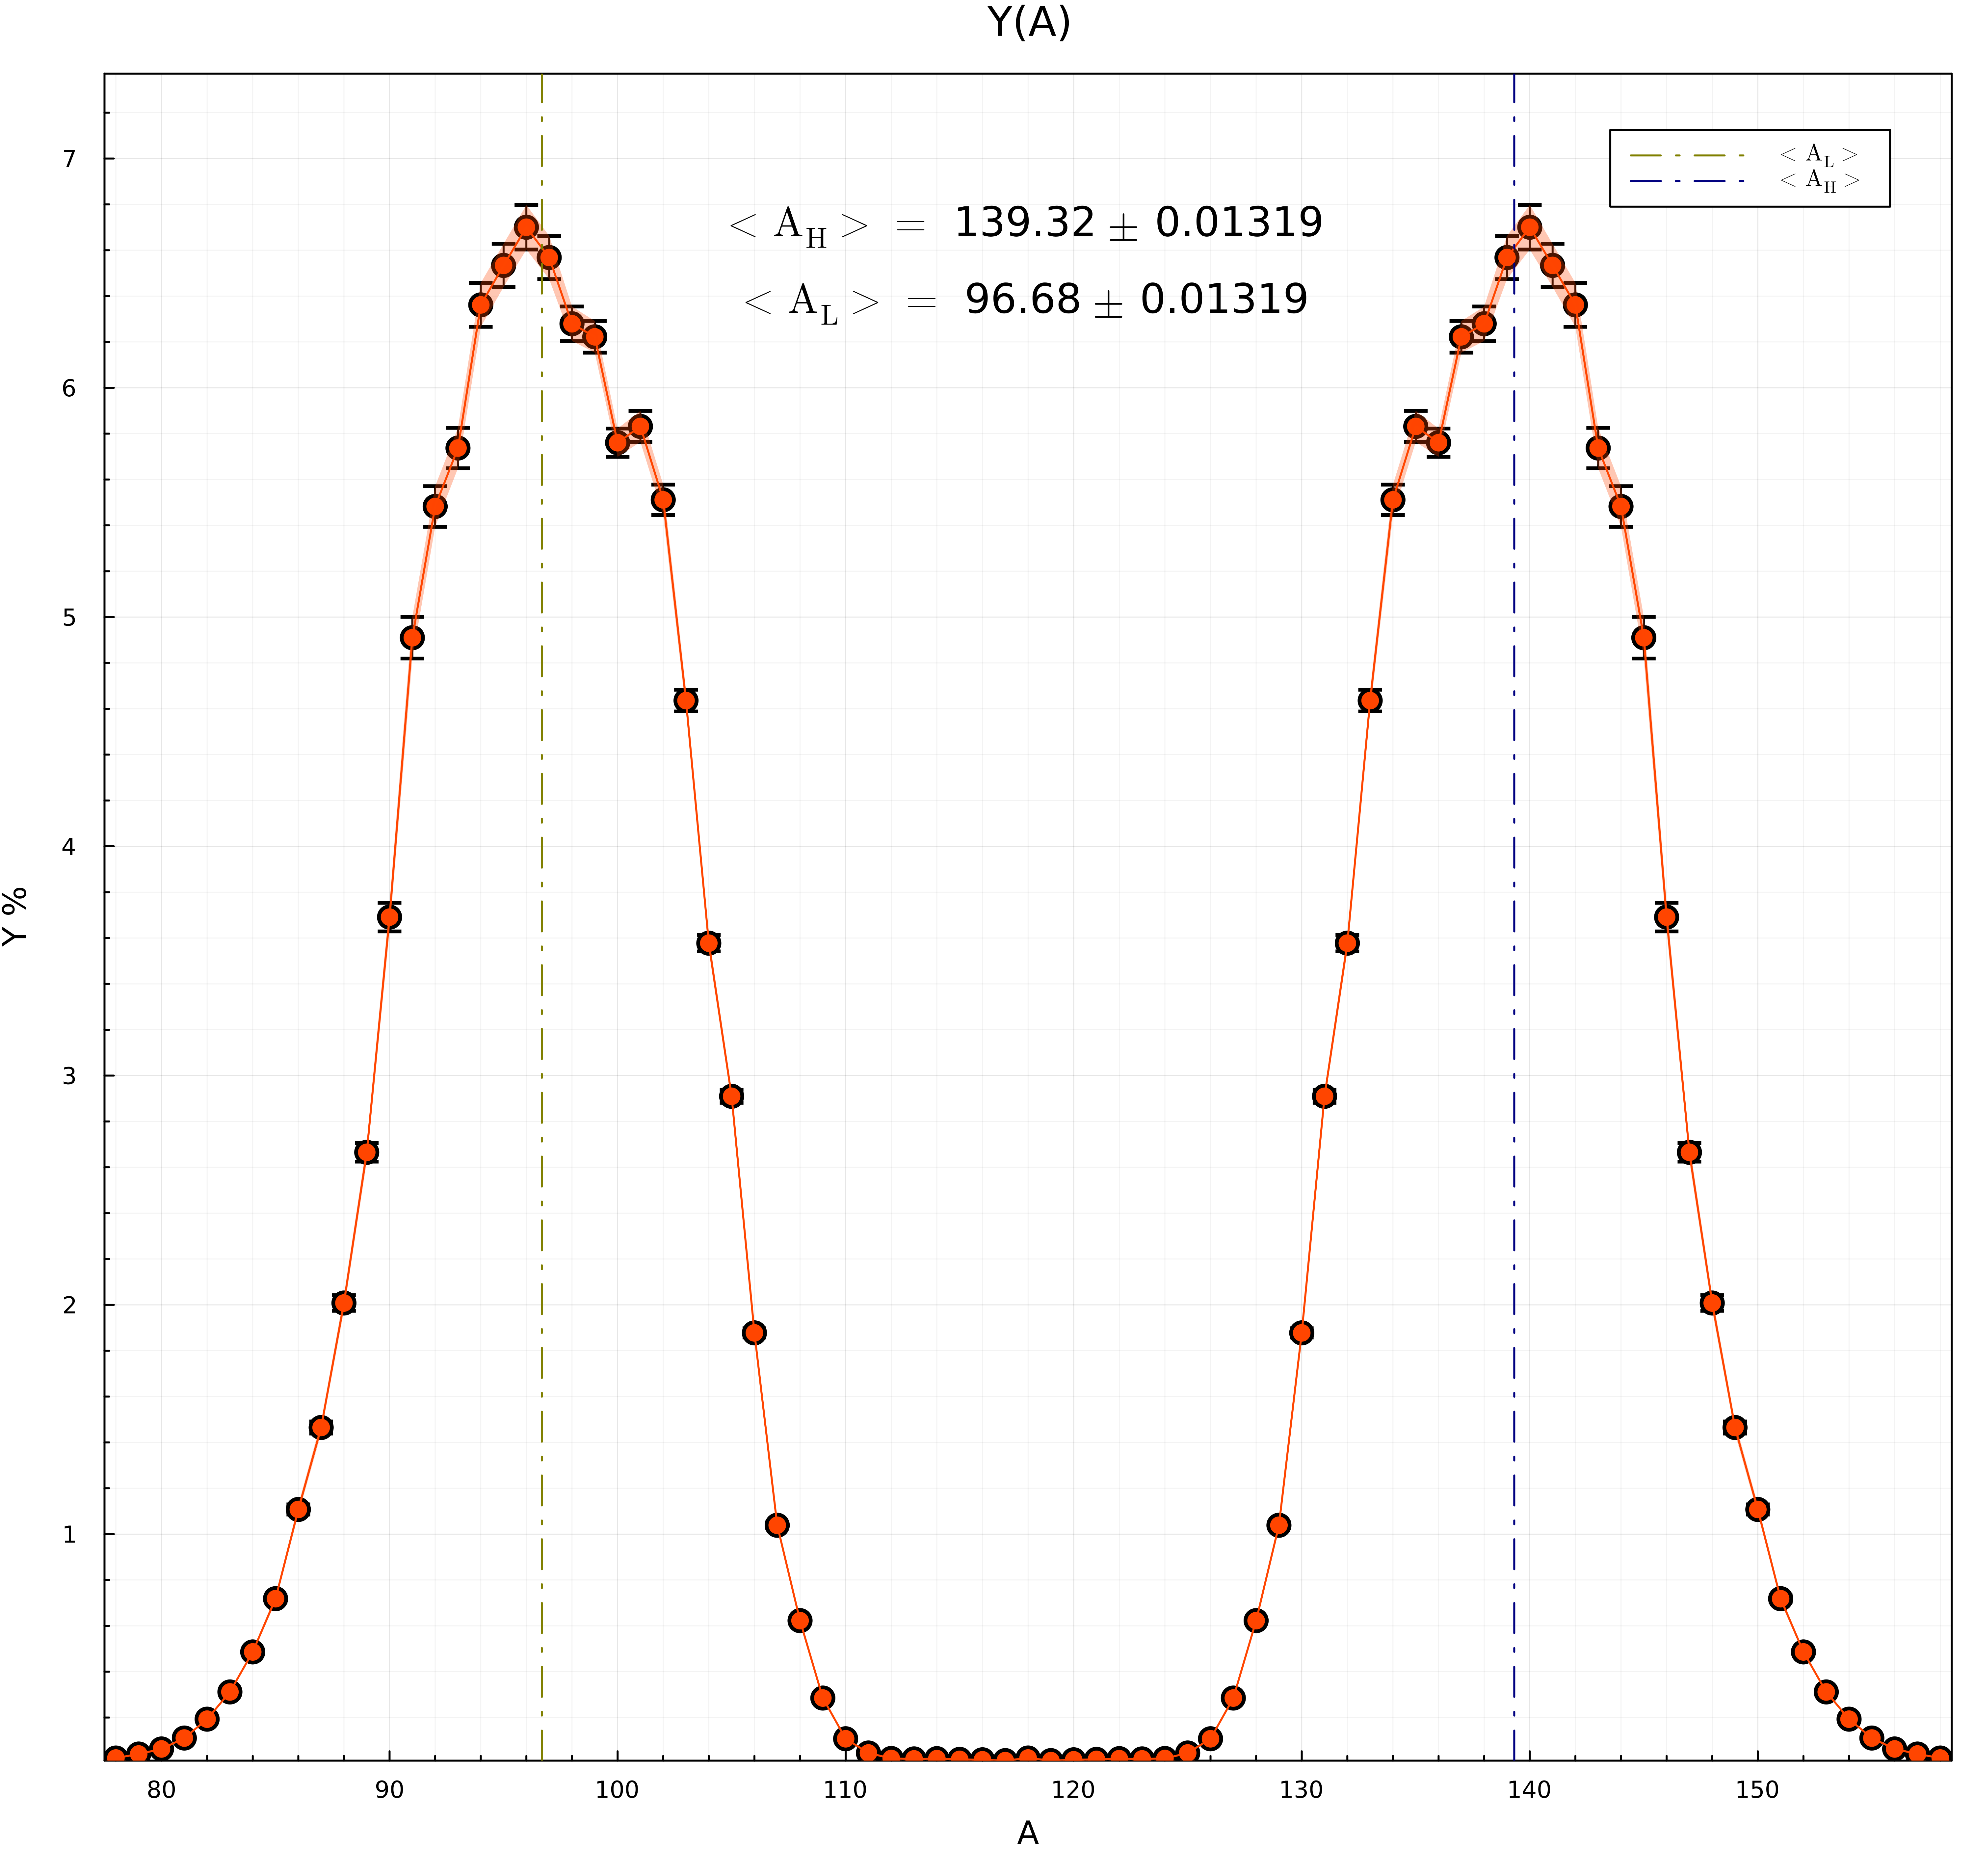 Y(A)
< A_L >
< A_H >
< A_H > = 139.32 ± 0.01319
< A_L > = 96.68 ± 0.01319
7
6
5
4
3
2
1
Y %
80 90 100 110 120 130 140 150
A